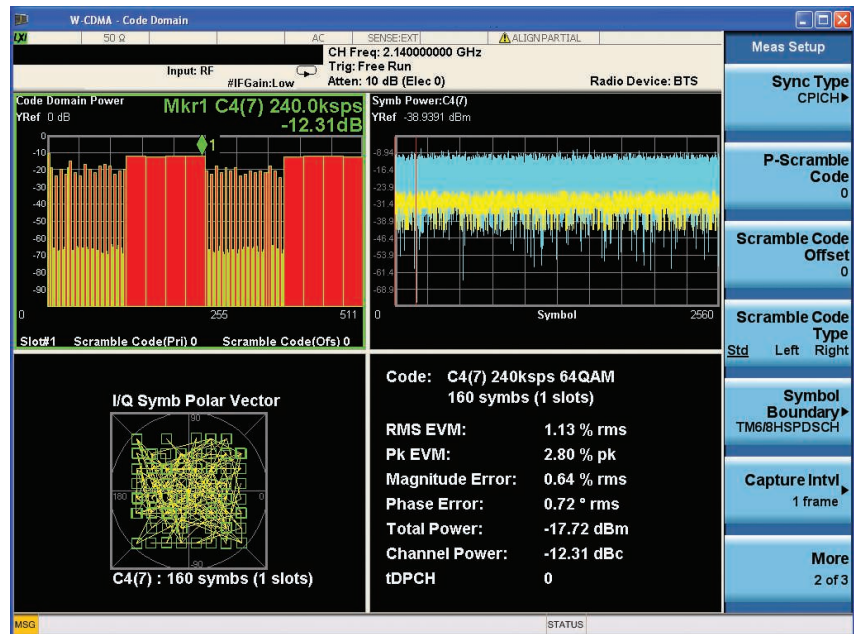 W-CDMA - Code Domain
LXI
50 Ω
AC
SENSE:EXT
ALIGN PARTIAL
CH Freq: 2.140000000 GHz
Input: RF
Trig: Free Run
#IFGain:Low
Atten: 10 dB (Elec 0)
Radio Device: BTS
Code Domain Power
Mkr1 C4(7) 240.0ksps
YRef 0 dB
-12.31dB
1
0
-10
-20
-30
-40
-50
-60
-70
-80
-90
0
255
511
Slot#1 Scramble Code(Pri) 0 Scramble Code(Ofs) 0
Symb Power:C4(7)
YRef -38.9391 dBm
-8.94
-16.4
-23.9
-31.4
-38.9
-46.4
-53.9
-61.4
-68.9
0
Symbol
2560
I/Q Symb Polar Vector
90
180
0
-90
C4(7) : 160 symbs (1 slots)
Code: C4(7) 240ksps 64QAM
160 symbs (1 slots)
RMS EVM: 1.13 % rms
Pk EVM: 2.80 % pk
Magnitude Error: 0.64 % rms
Phase Error: 0.72 ° rms
Total Power: -17.72 dBm
Channel Power: -12.31 dBc
tDPCH 0
Meas Setup
Sync Type
CPICH
P-Scramble
Code
0
Scramble Code
Offset
0
Scramble Code
Type
Std Left Right
Symbol
Boundary
TM6/8HSPDSCH
Capture Intvl
1 frame
More
2 of 3
MSG
STATUS